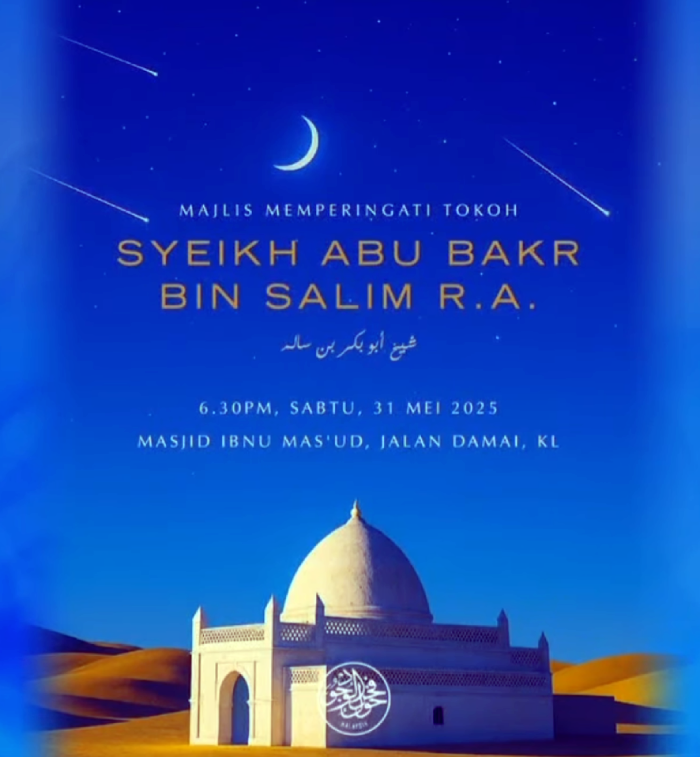 MAJLIS MEMPERINGATI TOKOH
SYEIKH ABU BAKR
BIN SALIM R.A.
شيخ أبو بكر بن سالم
6.30PM, SABTU, 31 MEI 2025
MASJID IBNU MAS'UD, JALAN DAMAI, KL